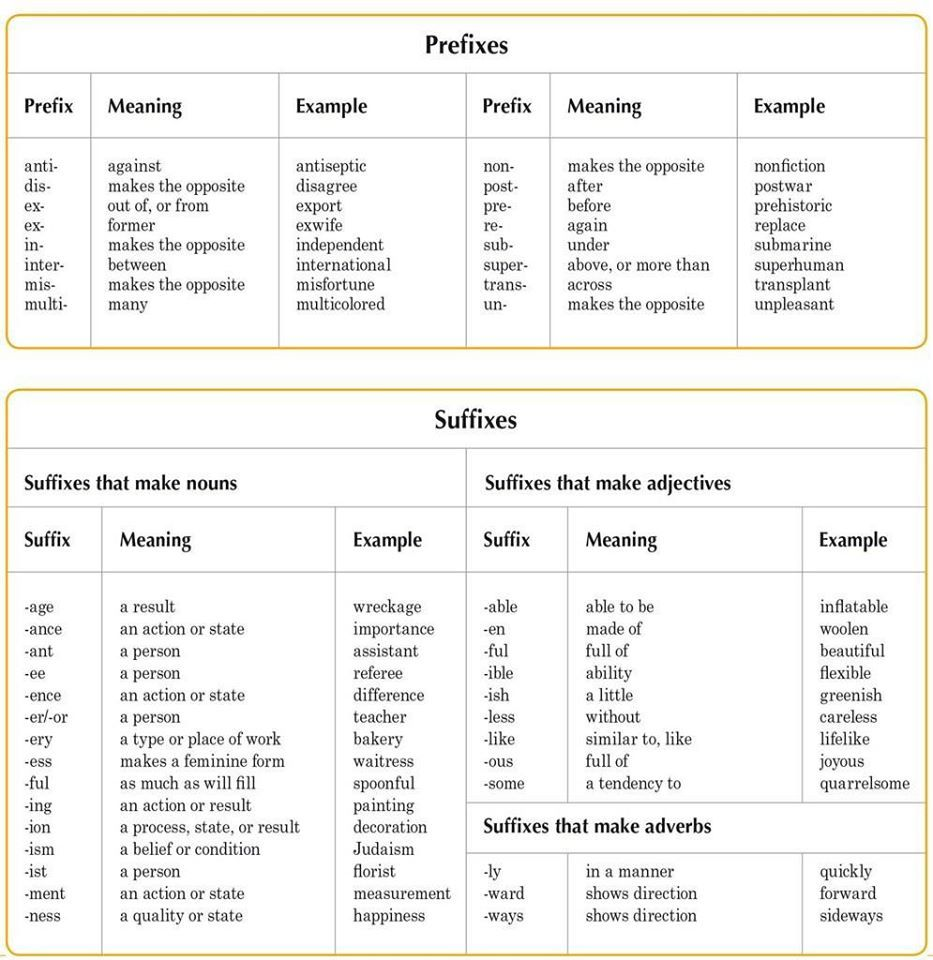 Prefixes
Prefix Meaning Example Prefix Meaning Example
anti- against antiseptic non- makes the opposite nonfiction
dis- makes the opposite disagree post- after postwar
ex- out of, or from export pre- before prehistoric
ex- former exwife re- again replace
in- makes the opposite independent sub- under submarine
inter- between international super- above, or more than superhuman
mis- makes the opposite misfortune trans- across transplant
multi- many multicolored un- makes the opposite unpleasant
Suffixes
Suffixes that make nouns
Suffix Meaning Example
-age a result wreckage
-ance an action or state importance
-ant a person assistant
-ee a person referee
-ence an action or state difference
-er/-or a person teacher
-ery a type or place of work bakery
-ess makes a feminine form waitress
-ful as much as will fill spoonful
-ing an action or result painting
-ion a process, state, or result decoration
-ism a belief or condition Judaism
-ist a person florist
-ment an action or state measurement
-ness a quality or state happiness
Suffixes that make adjectives
Suffix Meaning Example
-able able to be inflatable
-en made of woolen
-ful full of beautiful
-ible ability flexible
-ish a little greenish
-less without careless
-like similar to, like lifelike
-ous full of joyous
-some a tendency to quarrelsome
Suffixes that make adverbs
-ly in a manner quickly
-ward shows direction forward
-ways shows direction sideways